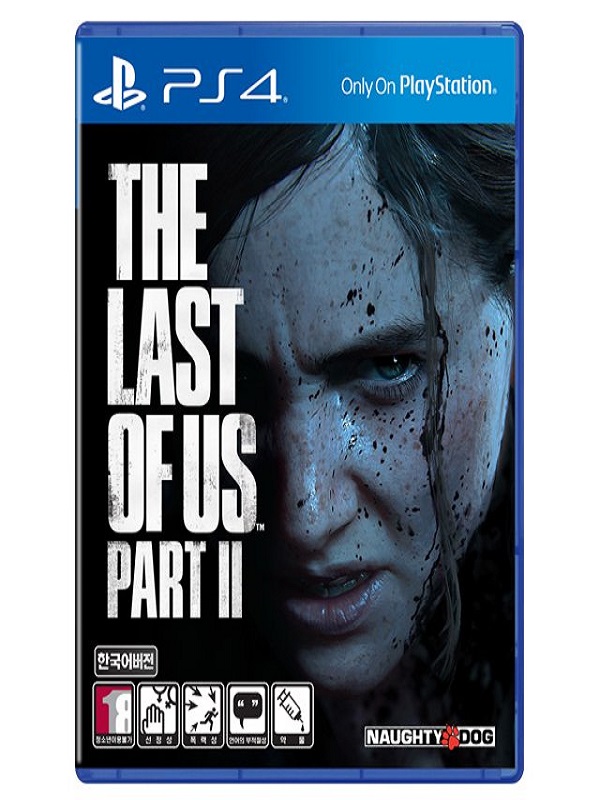 PS4
Only On PlayStation®
THE
LAST
OF US™
PART II
한국어버전
18
청소년이용불가
선정성
폭력성
언어의 부적절성
약물
NAUGHTY DOG